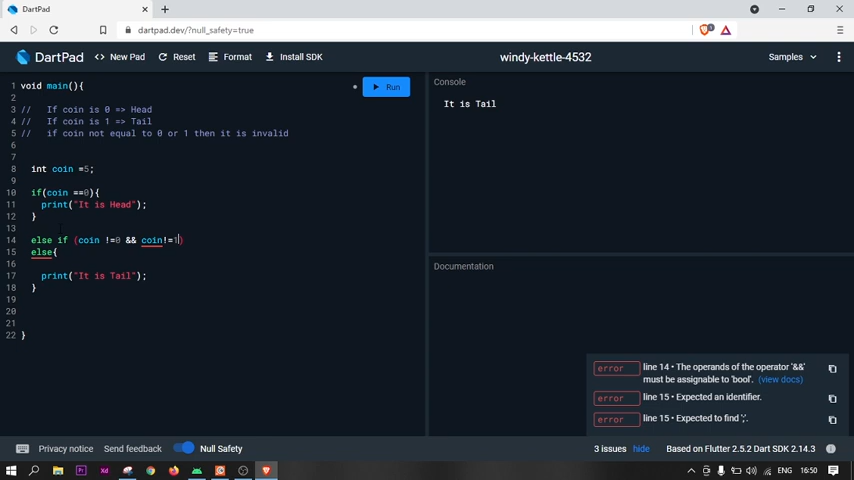 DartPad
dartpad.dev/?null_safety=true
DartPad
<> New Pad
Reset
Format
Install SDK
windy-kettle-4532
Samples
1 void main(){
2
3 //   If coin is 0 => Head
4 //   If coin is 1 => Tail
5 //   if coin not equal to 0 or 1 then it is invalid
6
7
8 int coin =5;
9
10 if(coin ==0){
11 print("It is Head");
12 }
13
14 else if (coin !=0 && coin!=1)
15 else{
16
17 print("It is Tail");
18 }
19
20
21
22 }
Run
Console
It is Tail
Documentation
error line 14 • The operands of the operator '&&'
must be assignable to 'bool'. (view docs)
error line 15 • Expected an identifier.
error line 15 • Expected to find ';'.
Privacy notice
Send feedback
Null Safety
3 issues hide
Based on Flutter 2.5.2 Dart SDK 2.14.3
ENG
16:50